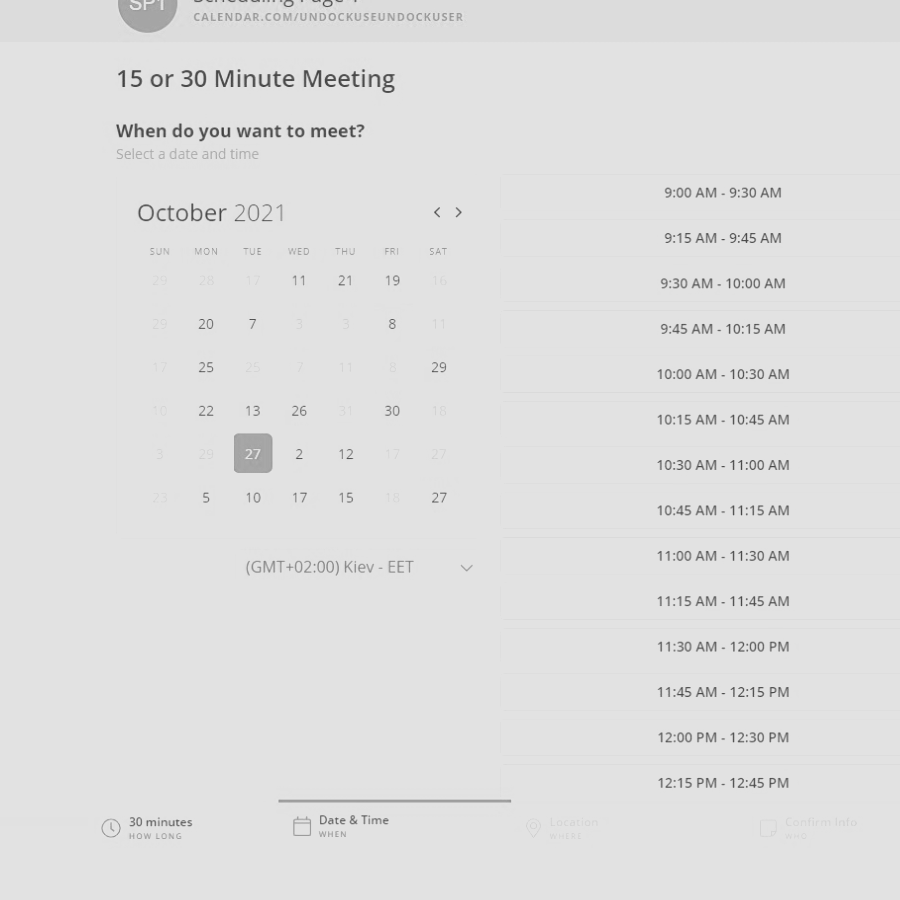 SP1 Scheduling Page 1
CALENDAR.COM/UNDOCKUSEUNDOCKUSER
15 or 30 Minute Meeting
When do you want to meet?
Select a date and time
October 2021
SUN MON TUE WED THU FRI SAT
29 28 17 11 21 19 16
29 20 7 3 3 8 11
17 25 25 7 11 8 29
10 22 13 26 31 30 18
3 29 27 2 12 17 27
23 5 10 17 15 18 27
(GMT+02:00) Kiev - EET
9:00 AM - 9:30 AM
9:15 AM - 9:45 AM
9:30 AM - 10:00 AM
9:45 AM - 10:15 AM
10:00 AM - 10:30 AM
10:15 AM - 10:45 AM
10:30 AM - 11:00 AM
10:45 AM - 11:15 AM
11:00 AM - 11:30 AM
11:15 AM - 11:45 AM
11:30 AM - 12:00 PM
11:45 AM - 12:15 PM
12:00 PM - 12:30 PM
12:15 PM - 12:45 PM
30 minutes
HOW LONG
Date & Time
WHEN
Location
WHERE
Confirm Info
WHO